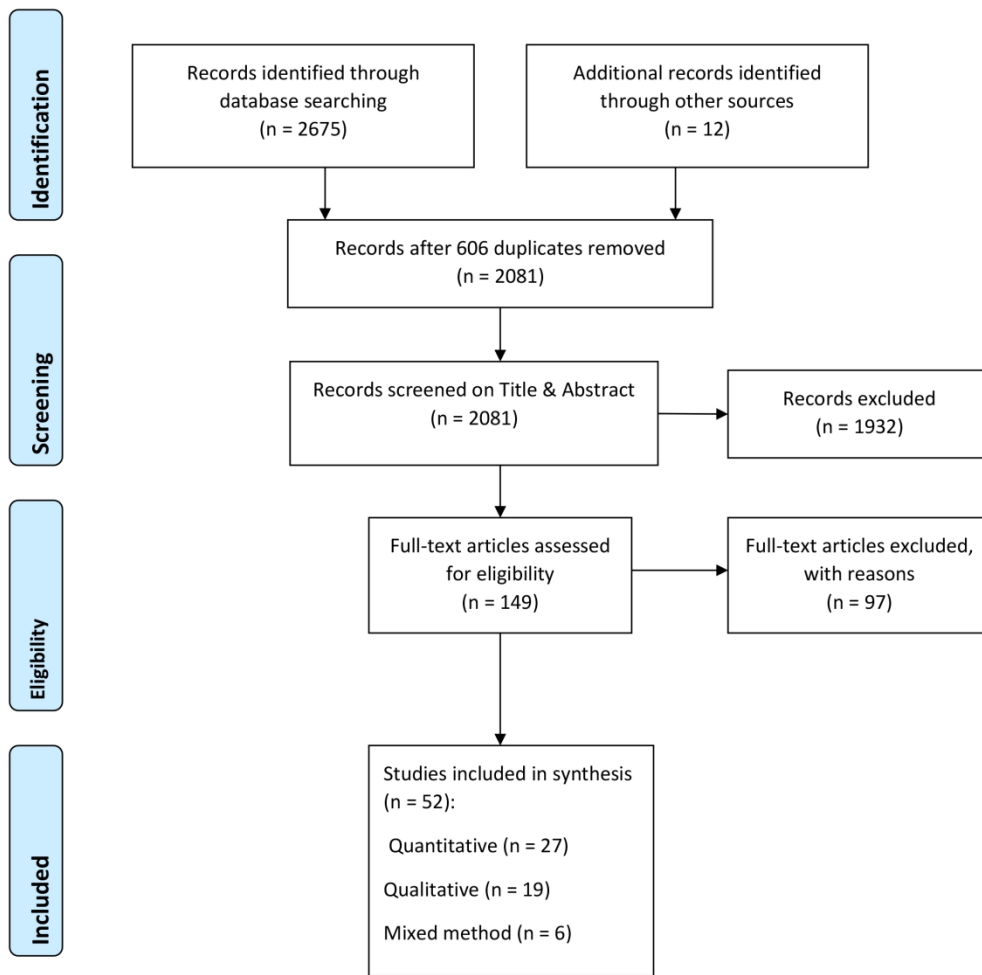 Identification
Records identified through
database searching
(n = 2675)
Additional records identified
through other sources
(n = 12)
Records after 606 duplicates removed
(n = 2081)
Screening
Records screened on Title & Abstract
(n = 2081)
Records excluded
(n = 1932)
Eligibility
Full-text articles assessed
for eligibility
(n = 149)
Full-text articles excluded,
with reasons
(n = 97)
Included
Studies included in synthesis
(n = 52):
Quantitative (n = 27)
Qualitative (n = 19)
Mixed method (n = 6)